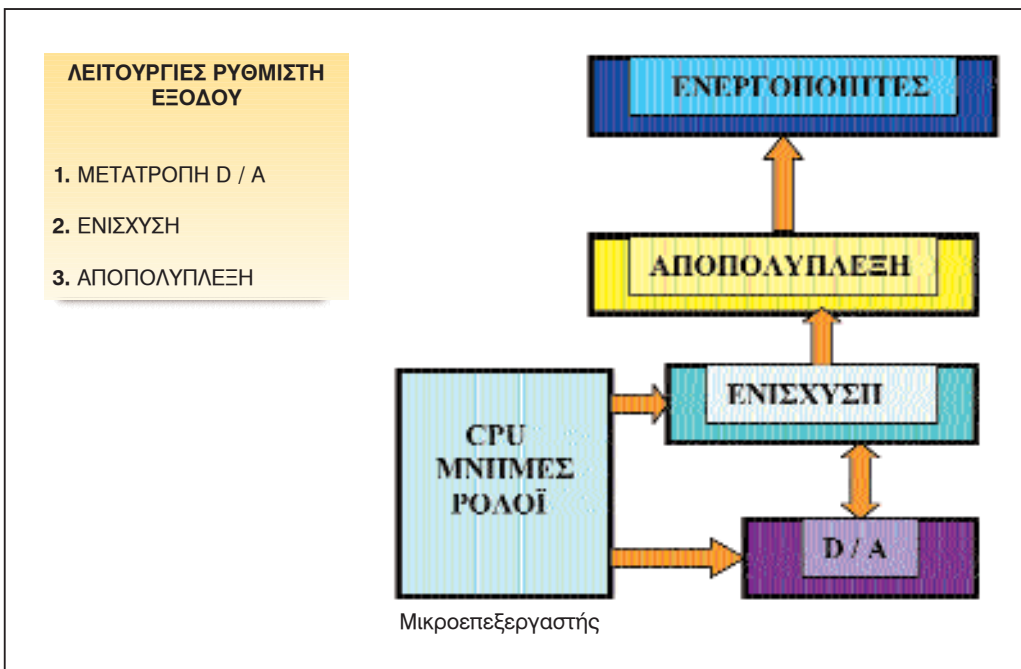 ΛΕΙΤΟΥΡΓΙΕΣ ΡΥΘΜΙΣΤΗ
ΕΞΟΔΟΥ
1. ΜΕΤΑΤΡΟΠΗ D / A
2. ΕΝΙΣΧΥΣΗ
3. ΑΠΟΠΟΛΥΠΛΕΞΗ
ΕΝΕΡΓΟΠΟΙΗΤΕΣ
ΑΠΟΠΟΛΥΠΛΕΞΗ
ΕΝΙΣΧΥΣΗ
CPU
ΜΝΗΜΕΣ
ΡΟΛΟΪ
D / A
Μικροεπεξεργαστής